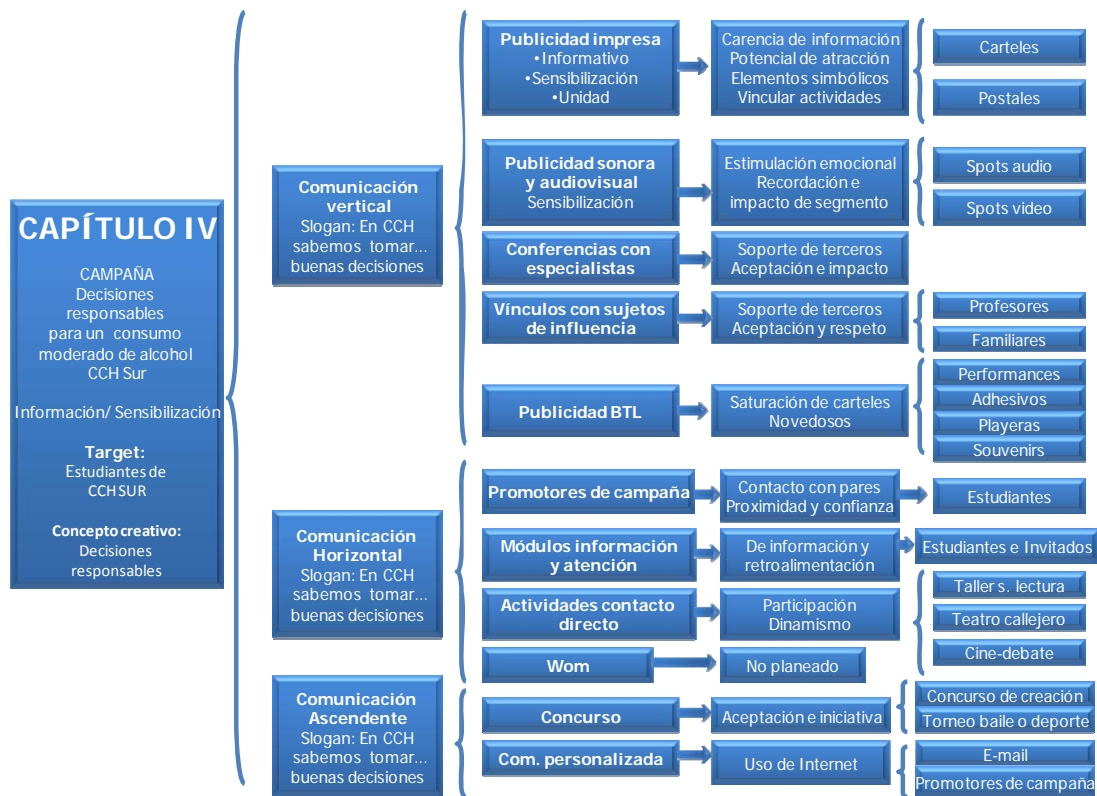 CAPÍTULO IV
CAMPAÑA
Decisiones
responsables
para un consumo
moderado de alcohol
CCH Sur
Información/ Sensibilización
Target:
Estudiantes de
CCH SUR
Concepto creativo:
Decisiones
responsables
Comunicación
vertical
Slogan: En CCH
sabemos tomar...
buenas decisiones
Publicidad impresa
•Informativo
•Sensibilización
•Unidad
Carencia de información
Potencial de atracción
Elementos simbólicos
Vincular actividades
Carteles
Postales
Publicidad sonora
y audiovisual
Sensibilización
Estimulación emocional
Recordación e
impacto de segmento
Spots audio
Spots video
Conferencias con
especialistas
Soporte de terceros
Aceptación e impacto
Vínculos con sujetos
de influencia
Soporte de terceros
Aceptación y respeto
Profesores
Familiares
Publicidad BTL
Saturación de carteles
Novedosos
Performances
Adhesivos
Playeras
Souvenirs
Comunicación
Horizontal
Slogan: En CCH
sabemos tomar...
buenas decisiones
Promotores de campaña
Contacto con pares
Proximidad y confianza
Estudiantes
Módulos información
y atención
De información y
retroalimentación
Estudiantes e Invitados
Actividades contacto
directo
Participación
Dinamismo
Taller s. lectura
Teatro callejero
Cine-debate
Wom
No planeado
Comunicación
Ascendente
Slogan: En CCH
sabemos tomar...
buenas decisiones
Concurso
Aceptación e iniciativa
Concurso de creación
Torneo baile o deporte
Com. personalizada
Uso de Internet
E-mail
Promotores de campaña